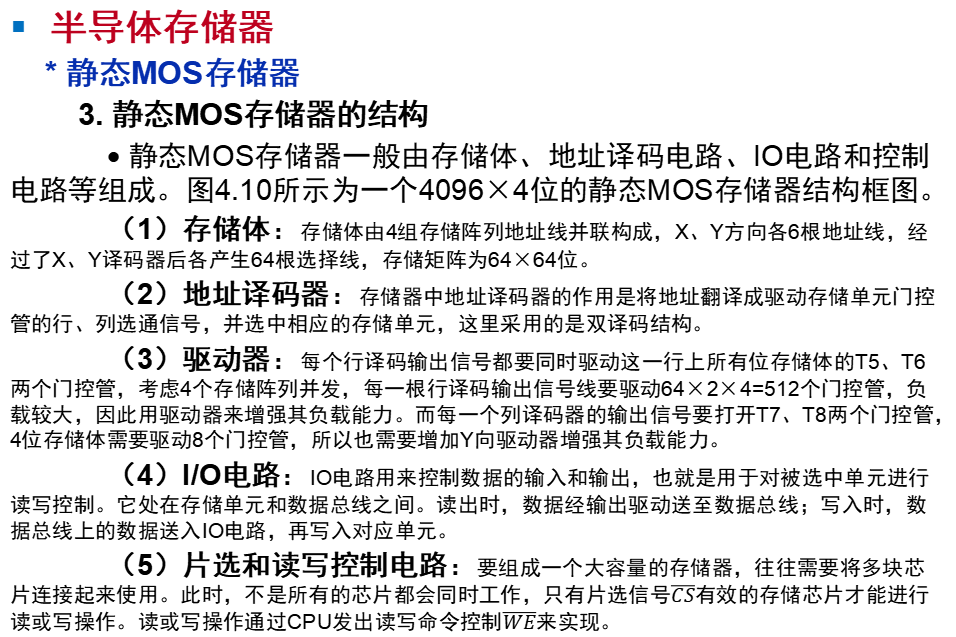 ▪ 半导体存储器
* 静态MOS存储器
3. 静态MOS存储器的结构
• 静态MOS存储器一般由存储体、地址译码电路、IO电路和控制
电路等组成。图4.10所示为一个4096×4位的静态MOS存储器结构框图。
（1）存储体：存储体由4组存储阵列地址线并联构成，X、Y方向各6根地址线，经
过了X、Y译码器后各产生64根选择线，存储矩阵为64×64位。
（2）地址译码器：存储器中地址译码器的作用是将地址翻译成驱动存储单元门控
管的行、列选通信号，并选中相应的存储单元，这里采用的是双译码结构。
（3）驱动器：每个行译码输出信号都要同时驱动这一行上所有位存储体的T5、T6
两个门控管，考虑4个存储阵列并发，每一根行译码输出信号线要驱动64×2×4=512个门控管，负
载较大，因此用驱动器来增强其负载能力。而每一个列译码器的输出信号要打开T7、T8两个门控管，
4位存储体需要驱动8个门控管，所以也需要增加Y向驱动器增强其负载能力。
（4）I/O电路：IO电路用来控制数据的输入和输出，也就是用于对被选中单元进行
读写控制。它处在存储单元和数据总线之间。读出时，数据经输出驱动送至数据总线；写入时，数
据总线上的数据送入IO电路，再写入对应单元。
（5）片选和读写控制电路：要组成一个大容量的存储器，往往需要将多块芯
片连接起来使用。此时，不是所有的芯片都会同时工作，只有片选信号C̅S̅有效的存储芯片才能进行
读或写操作。读或写操作通过CPU发出读写命令控制W̅E̅来实现。